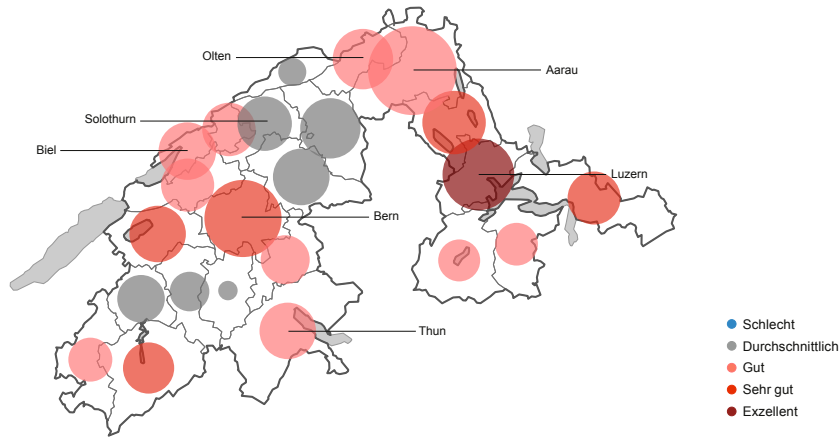 Olten
Aarau
Solothurn
Biel
Luzern
Bern
Thun
Schlecht
Durchschnittlich
Gut
Sehr gut
Exzellent